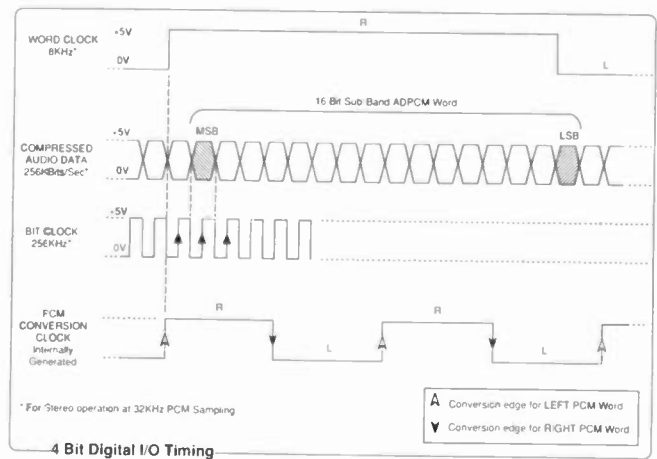 R
+5V
WORD CLOCK
8KHz*
0V
L
16 Bit Sub-Band ADPCM Word
MSB
LSB
+5V
COMPRESSED
AUDIO DATA
256KBits/Sec*
0V
+5V
BIT CLOCK
256KHz*
0V
R
R
PCM
CONVERSION
CLOCK
Internally
Generated
L
L
* For Stereo operation at 32KHz PCM Sampling
Conversion edge for LEFT PCM Word
Conversion edge for RIGHT PCM Word
4 Bit Digital I/O Timing